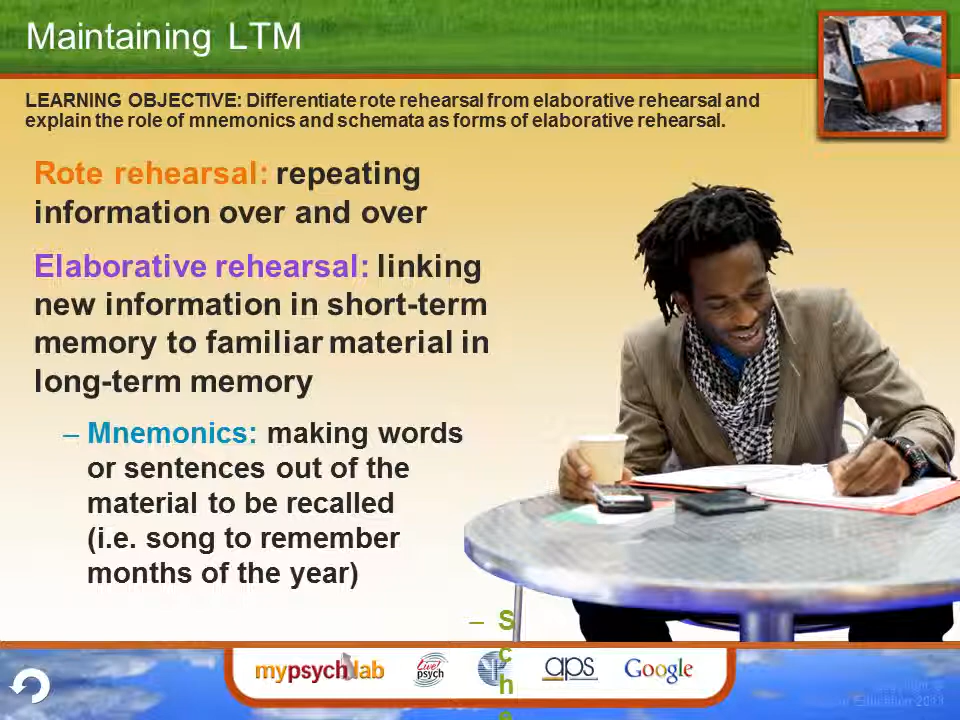 Maintaining LTM
LEARNING OBJECTIVE: Differentiate rote rehearsal from elaborative rehearsal and
explain the role of mnemonics and schemata as forms of elaborative rehearsal.
Rote rehearsal: repeating
information over and over
Elaborative rehearsal: linking
new information in short-term
memory to familiar material in
long-term memory
– Mnemonics: making words
or sentences out of the
material to be recalled
(i.e. song to remember
months of the year)
– S
c
h
mypsychlab
Live!
psych
aps
Google